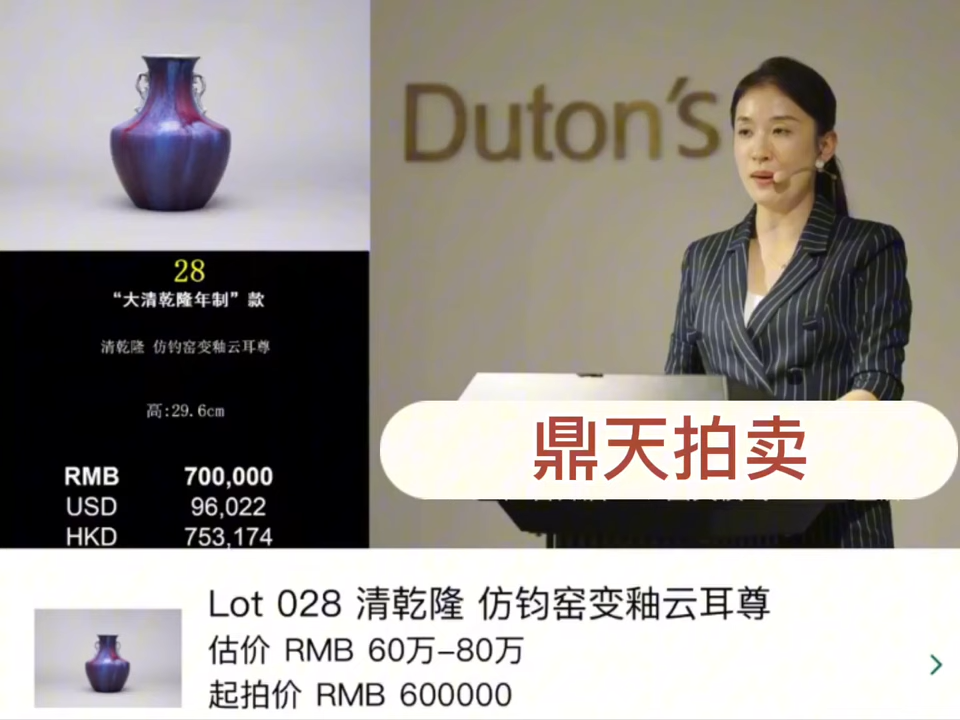 Duton's
28
“大清乾隆年制”款
清乾隆 仿钧窑变釉云耳尊
高:29.6cm
RMB 700,000
USD 96,022
HKD 753,174
鼎天拍卖
Lot 028 清乾隆 仿钧窑变釉云耳尊
估价 RMB 60万-80万
起拍价 RMB 600000